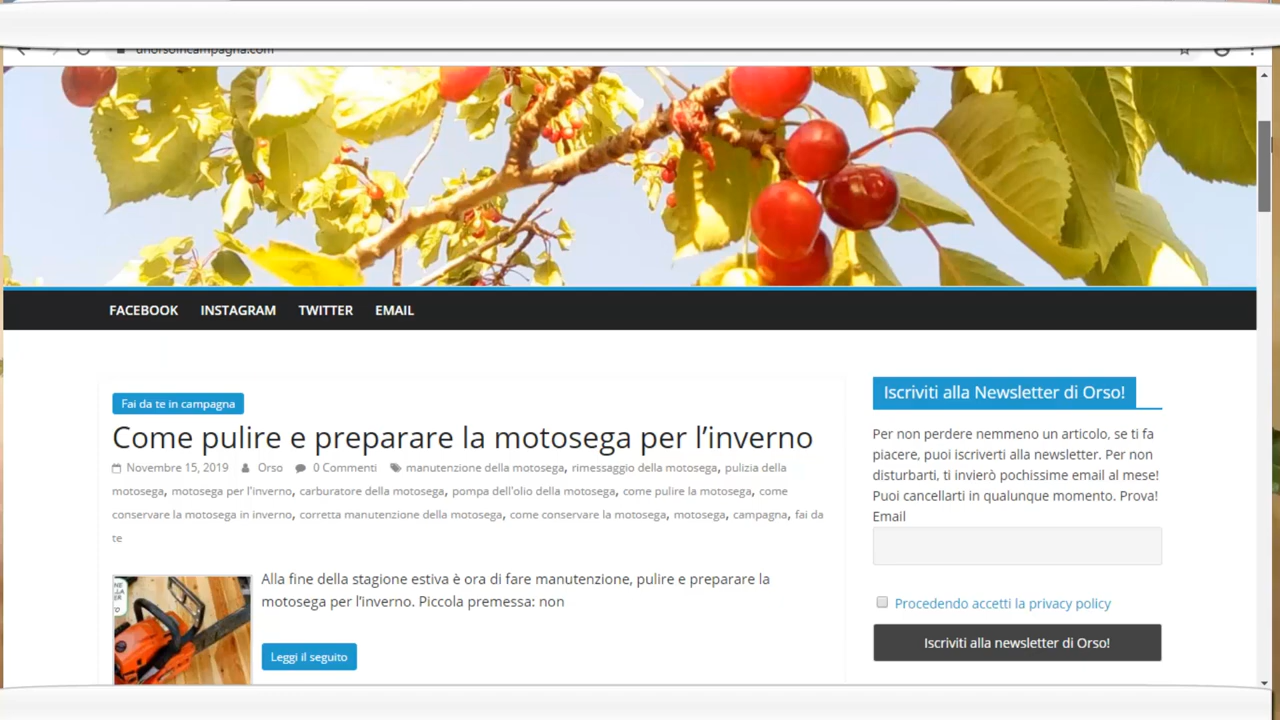 unorsoincampagna.com
FACEBOOK INSTAGRAM TWITTER EMAIL
Fai da te in campagna
Come pulire e preparare la motosega per l’inverno
Novembre 15, 2019 Orso 0 Commenti manutenzione della motosega, rimessaggio della motosega, pulizia della
motosega, motosega per l'inverno, carburatore della motosega, pompa dell'olio della motosega, come pulire la motosega, come
conservare la motosega in inverno, corretta manutenzione della motosega, come conservare la motosega, motosega, campagna, fai da
te
Alla fine della stagione estiva è ora di fare manutenzione, pulire e preparare la
motosega per l’inverno. Piccola premessa: non
Leggi il seguito
Iscriviti alla Newsletter di Orso!
Per non perdere nemmeno un articolo, se ti fa
piacere, puoi iscriverti alla newsletter. Per non
disturbarti, ti invierò pochissime email al mese!
Puoi cancellarti in qualunque momento. Prova!
Email
Procedendo accetti la privacy policy
Iscriviti alla newsletter di Orso!